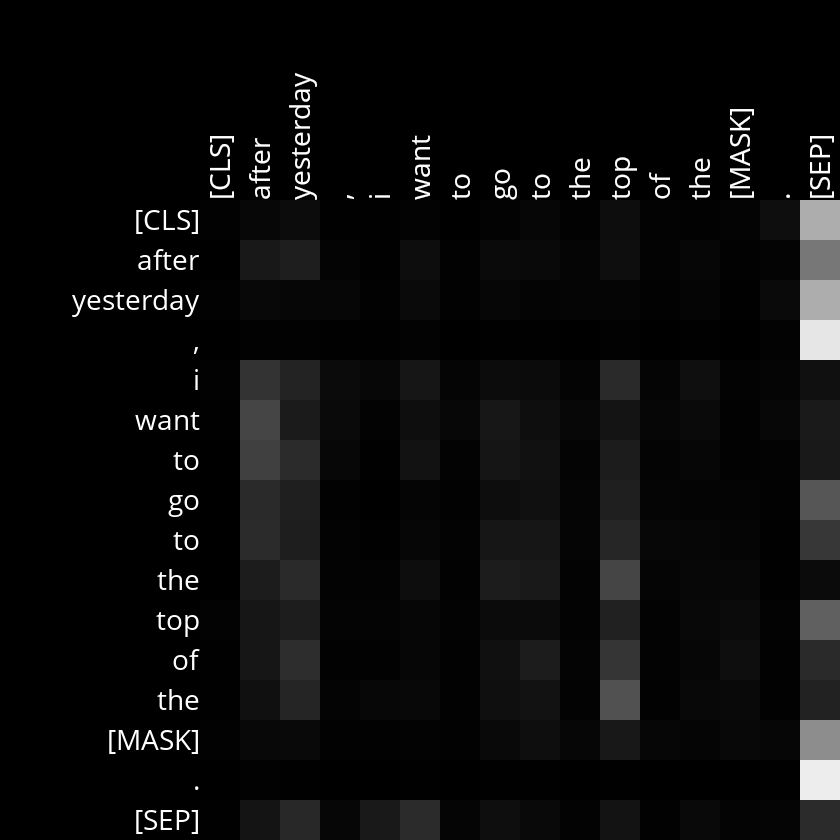 [CLS] after yesterday , i want to go to the top of the [MASK] . [SEP]
[CLS]
after
yesterday
,
i
want
to
go
to
the
top
of
the
[MASK]
.
[SEP]